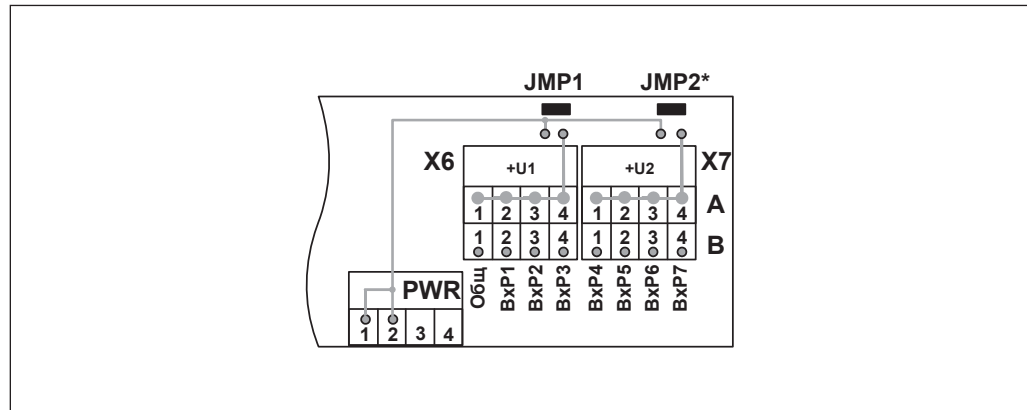 JMP1 JMP2*
X6 +U1 +U2 X7
1 2 3 4 1 2 3 4 A
1 2 3 4 1 2 3 4 B
Общ ВхР1 ВхР2 ВхР3 ВхР4 ВхР5 ВхР6 ВхР7
PWR
1 2 3 4